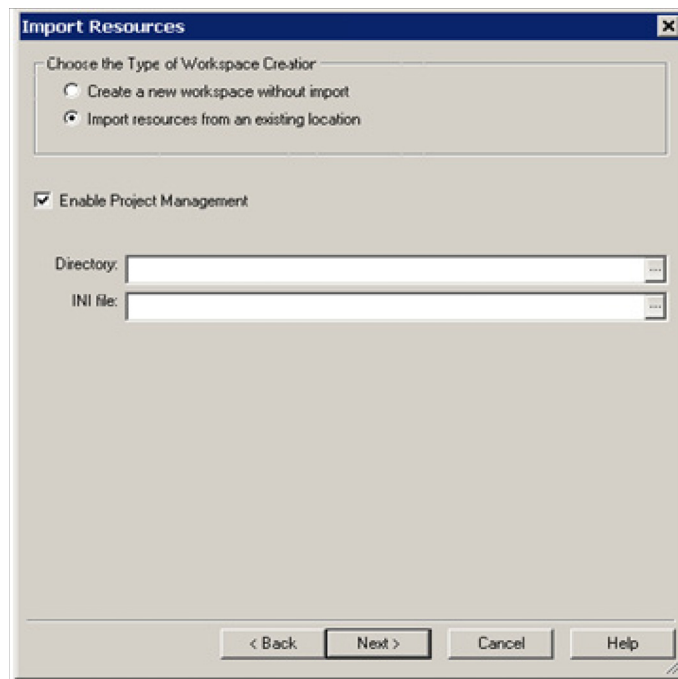 Import Resources
Choose the Type of Workspace Creation
Create a new workspace without import
Import resources from an existing location
Enable Project Management
Directory: ...
INI file: ...
< Back Next > Cancel Help